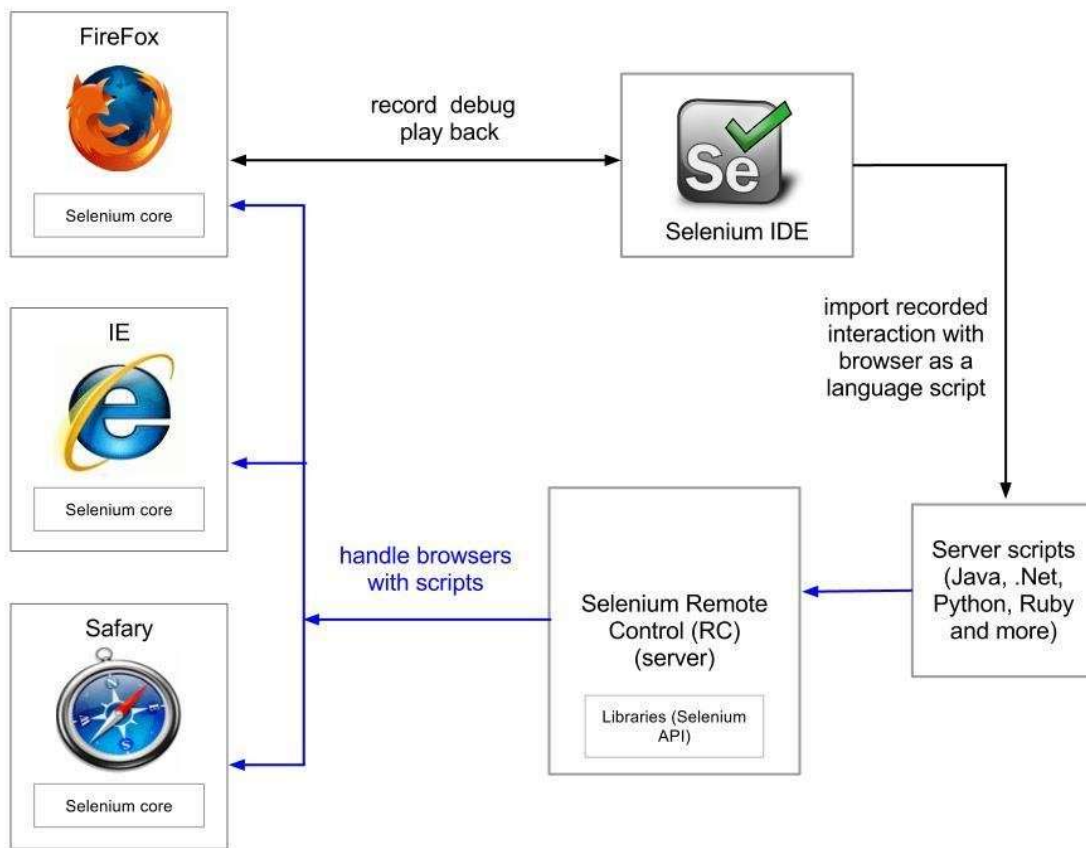 FireFox
Selenium core
record debug
play back
Se
Selenium IDE
import recorded
interaction with
browser as a
language script
IE
Selenium core
handle browsers
with scripts
Selenium Remote
Control (RC)
(server)
Libraries (Selenium
API)
Server scripts
(Java, .Net,
Python, Ruby
and more)
Safary
N
E
S
W
Selenium core